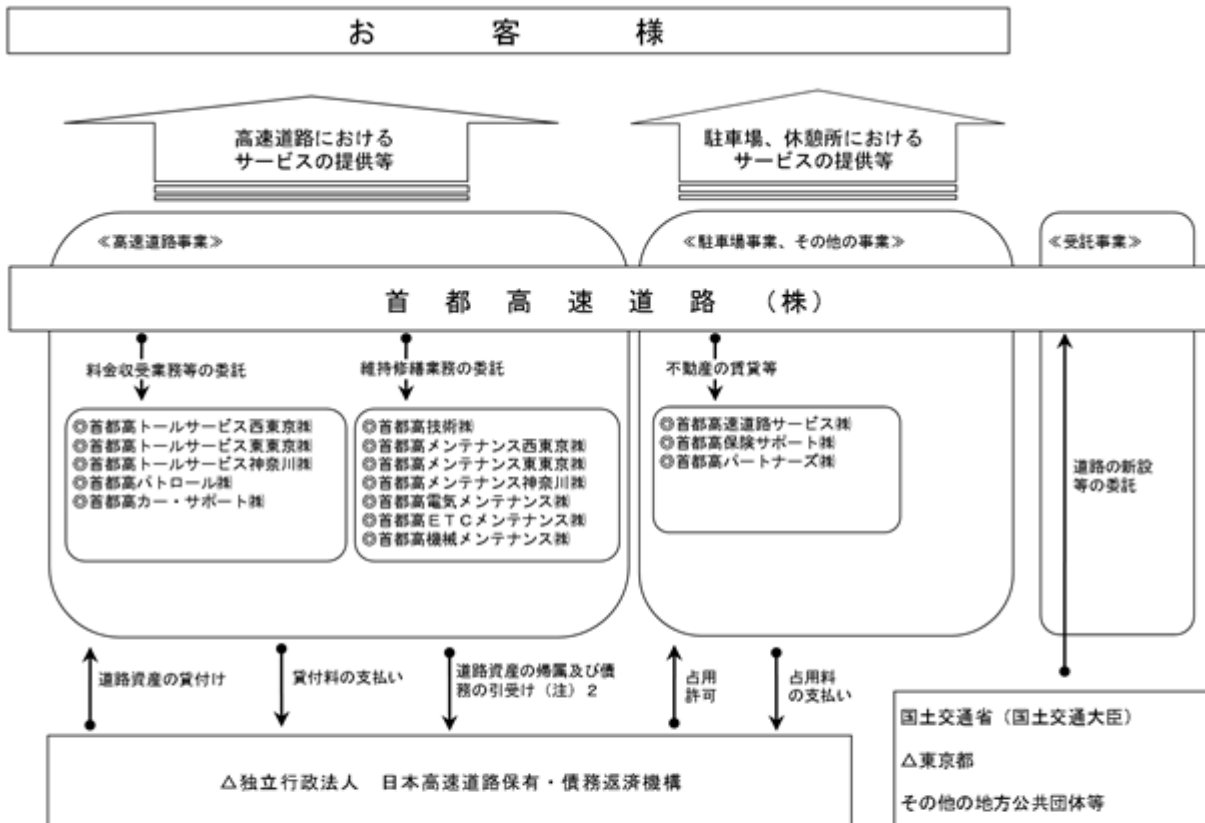 お客様
高速道路における
サービスの提供等
駐車場、休憩所における
サービスの提供等
≪高速道路事業≫
≪駐車場事業、その他の事業≫
≪受託事業≫
首都高速道路（株）
料金収受業務等の委託
維持修繕業務の委託
不動産の賃貸等
◎首都高トールサービス西東京㈱
◎首都高トールサービス東東京㈱
◎首都高トールサービス神奈川㈱
◎首都高パトロール㈱
◎首都高カー・サポート㈱
◎首都高技術㈱
◎首都高メンテナンス西東京㈱
◎首都高メンテナンス東東京㈱
◎首都高メンテナンス神奈川㈱
◎首都高電気メンテナンス㈱
◎首都高ＥＴＣメンテナンス㈱
◎首都高機械メンテナンス㈱
◎首都高速道路サービス㈱
◎首都高保険サポート㈱
◎首都高パートナーズ㈱
道路の新設
等の委託
道路資産の貸付け
貸付料の支払い
道路資産の帰属及び債
務の引受け（注）２
占用
許可
占用料
の支払い
△独立行政法人　日本高速道路保有・債務返済機構
国土交通省（国土交通大臣）
△東京都
その他の地方公共団体等